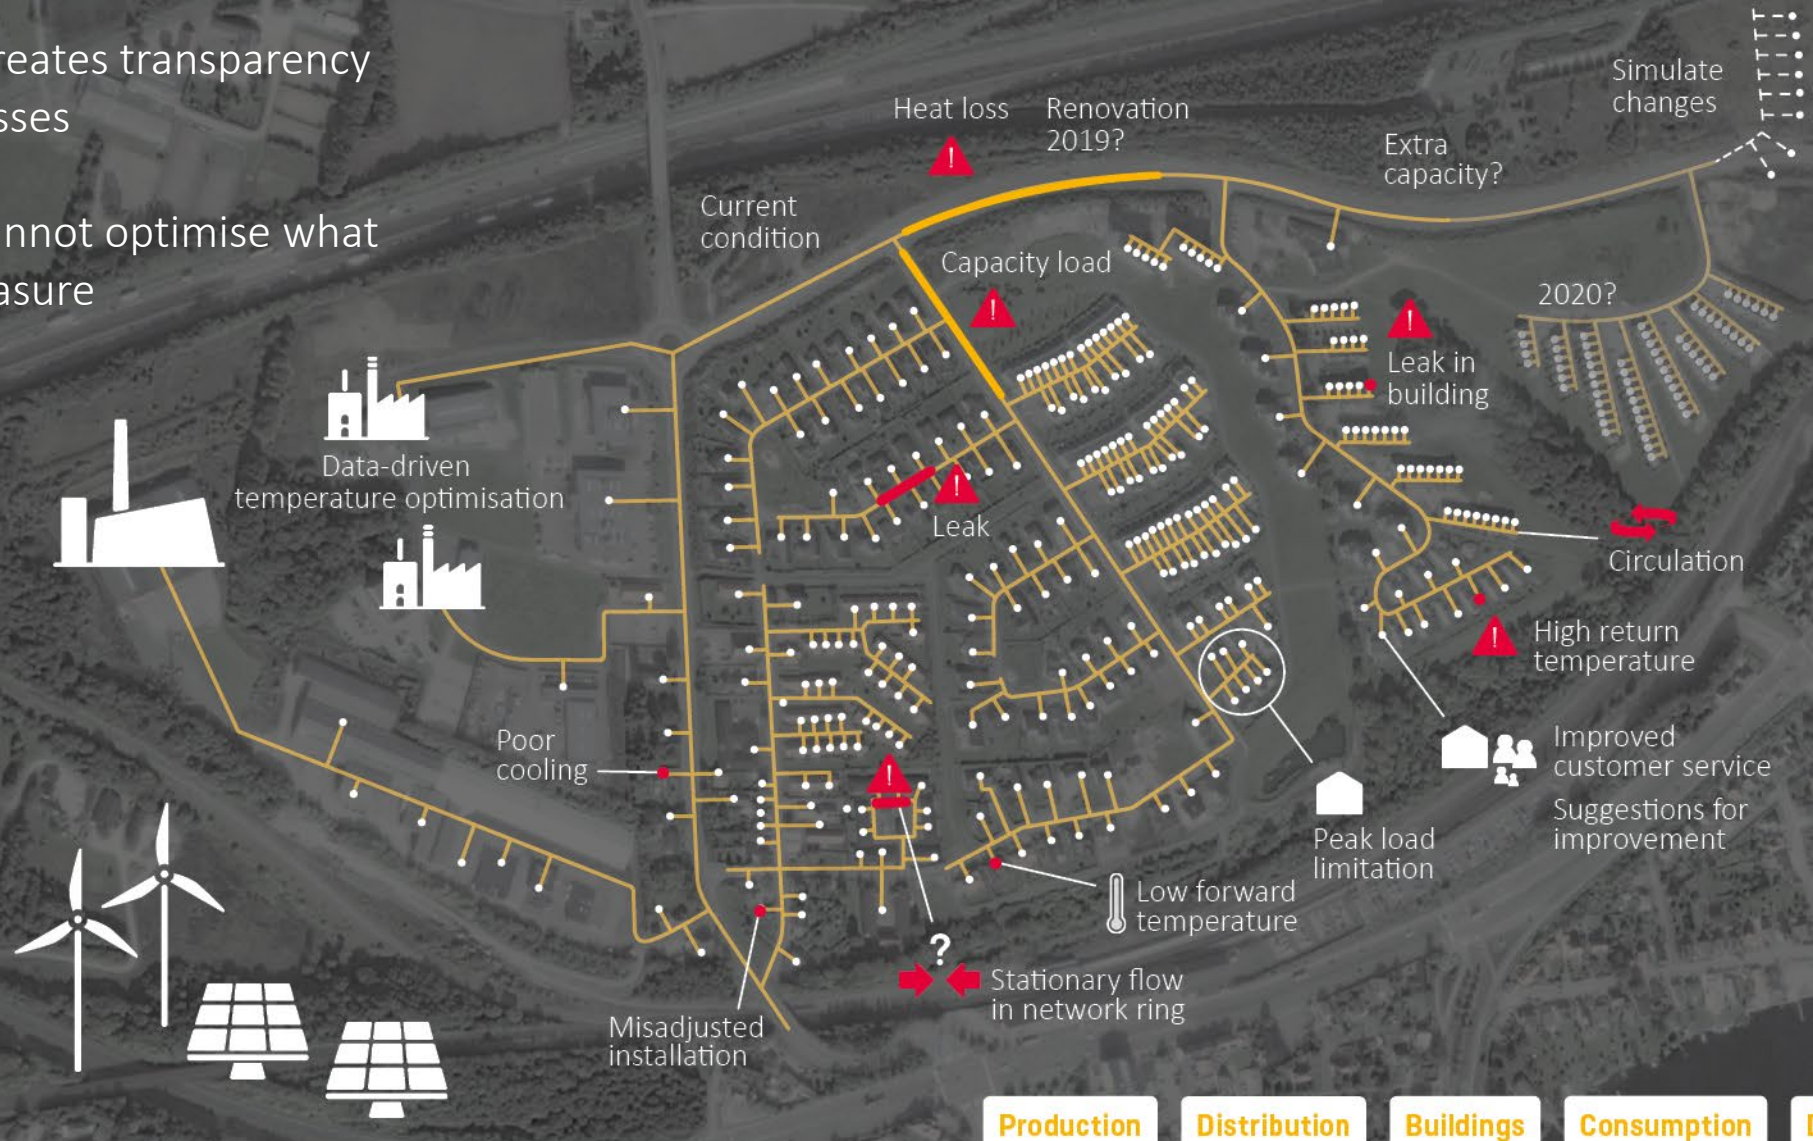 reates transparency
sses
nnot optimise what
asure
Simulate
changes
Heat loss
Renovation
2019?
Extra
capacity?
Current
condition
Capacity load
2020?
Leak in
building
Data-driven
temperature optimisation
Leak
Circulation
High return
temperature
Poor
cooling
Improved
customer service
Suggestions for
improvement
Peak load
limitation
Low forward
temperature
?
Stationary flow
in network ring
Misadjusted
installation
Production
Distribution
Buildings
Consumption